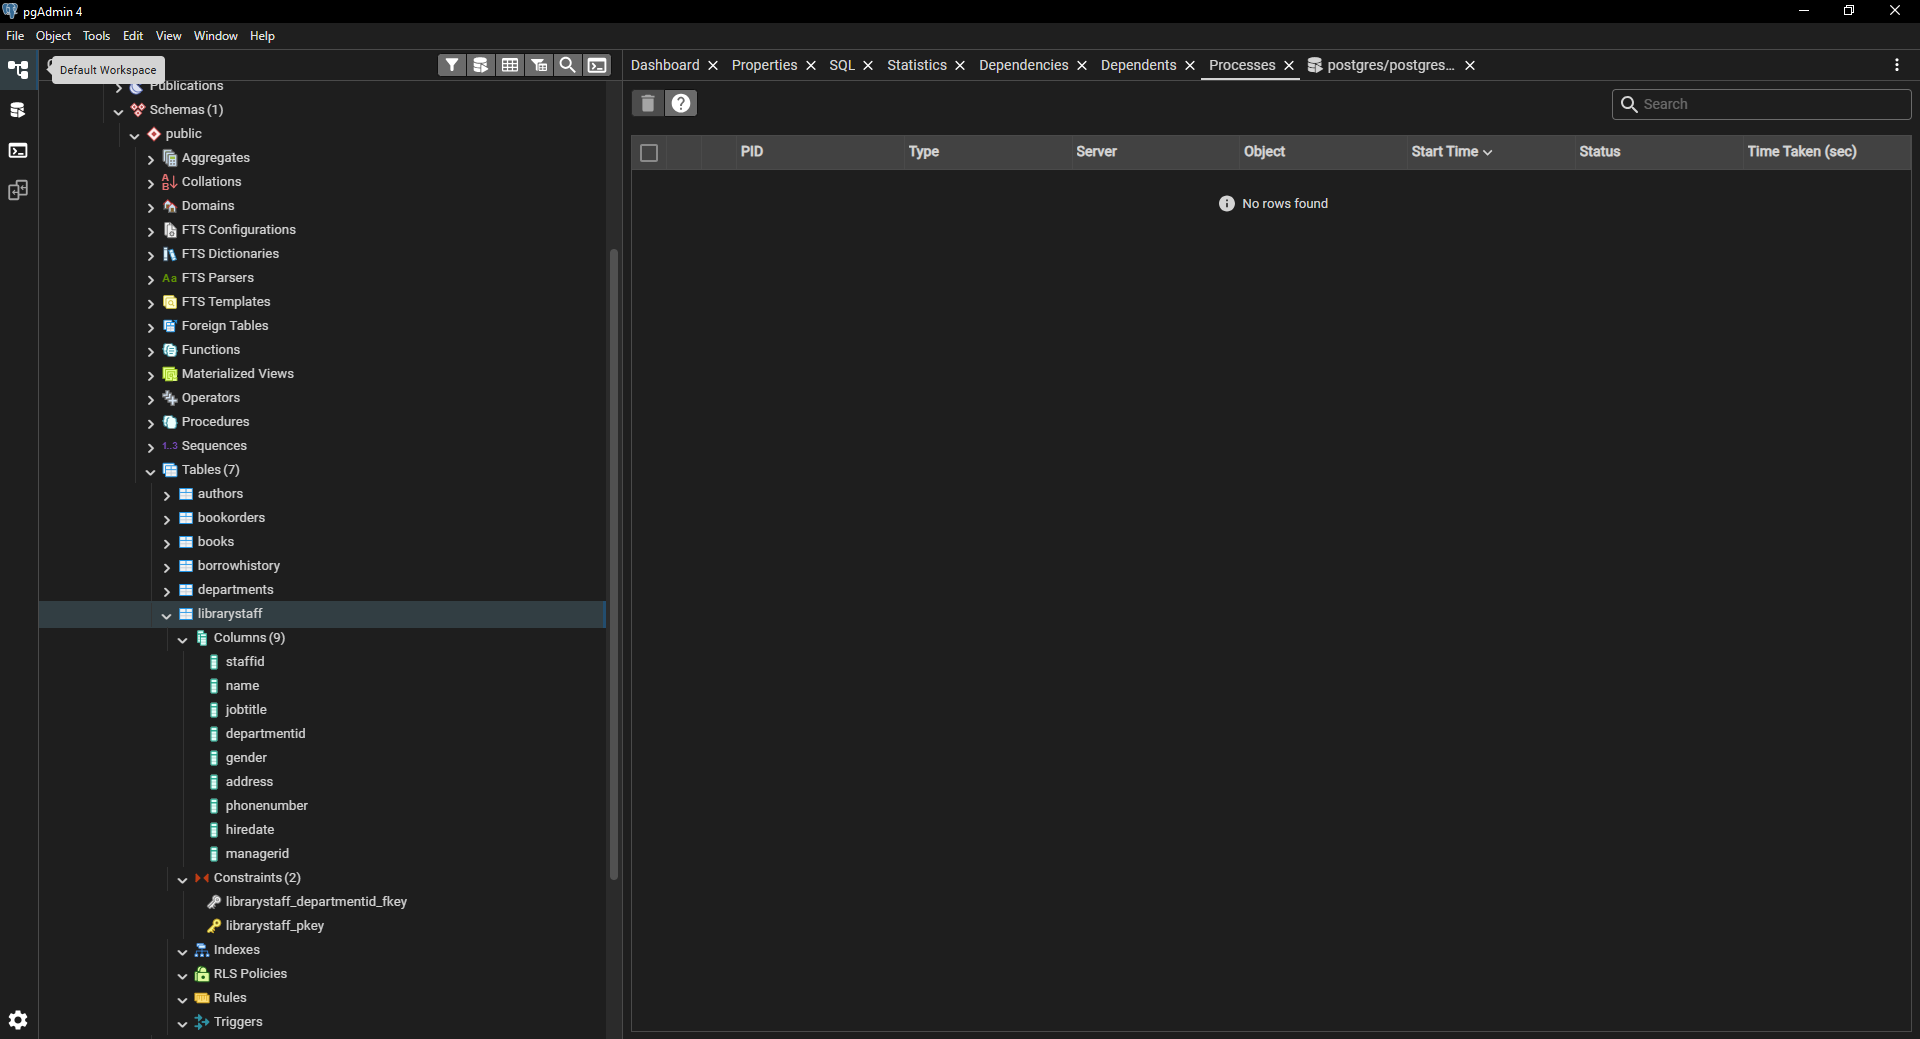 pgAdmin 4
File Object Tools Edit View Window Help
Default Workspace
Dashboard Properties SQL Statistics Dependencies Dependents Processes postgres/postgres...
Publications
Schemas (1)
public
Aggregates
Collations
Domains
FTS Configurations
FTS Dictionaries
Aa FTS Parsers
FTS Templates
Foreign Tables
Functions
Materialized Views
Operators
Procedures
1..3 Sequences
Tables (7)
authors
bookorders
books
borrowhistory
departments
librarystaff
Columns (9)
staffid
name
jobtitle
departmentid
gender
address
phonenumber
hiredate
managerid
Constraints (2)
librarystaff_departmentid_fkey
librarystaff_pkey
Indexes
RLS Policies
Rules
Triggers
Search
PID Type Server Object Start Time Status Time Taken (sec)
No rows found